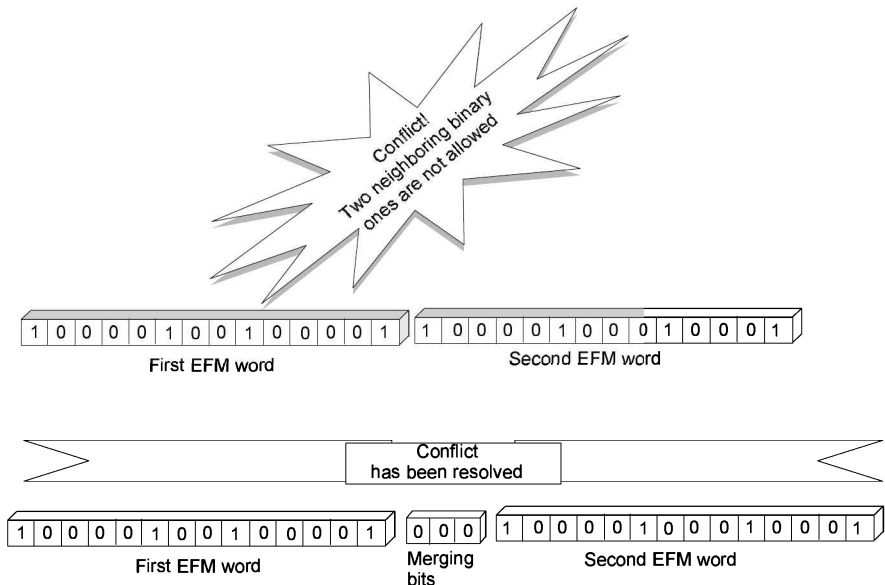 Conflict!
Two neighboring binary
ones are not allowed
1 0 0 0 0 1 0 0 1 0 0 0 0 1 1 0 0 0 0 1 0 0 0 1 0 0 0 1
First EFM word Second EFM word
Conflict
has been resolved
1 0 0 0 0 1 0 0 1 0 0 0 0 1 0 0 0 1 0 0 0 0 1 0 0 0 1 0 0 0 1
First EFM word Merging Second EFM word
bits